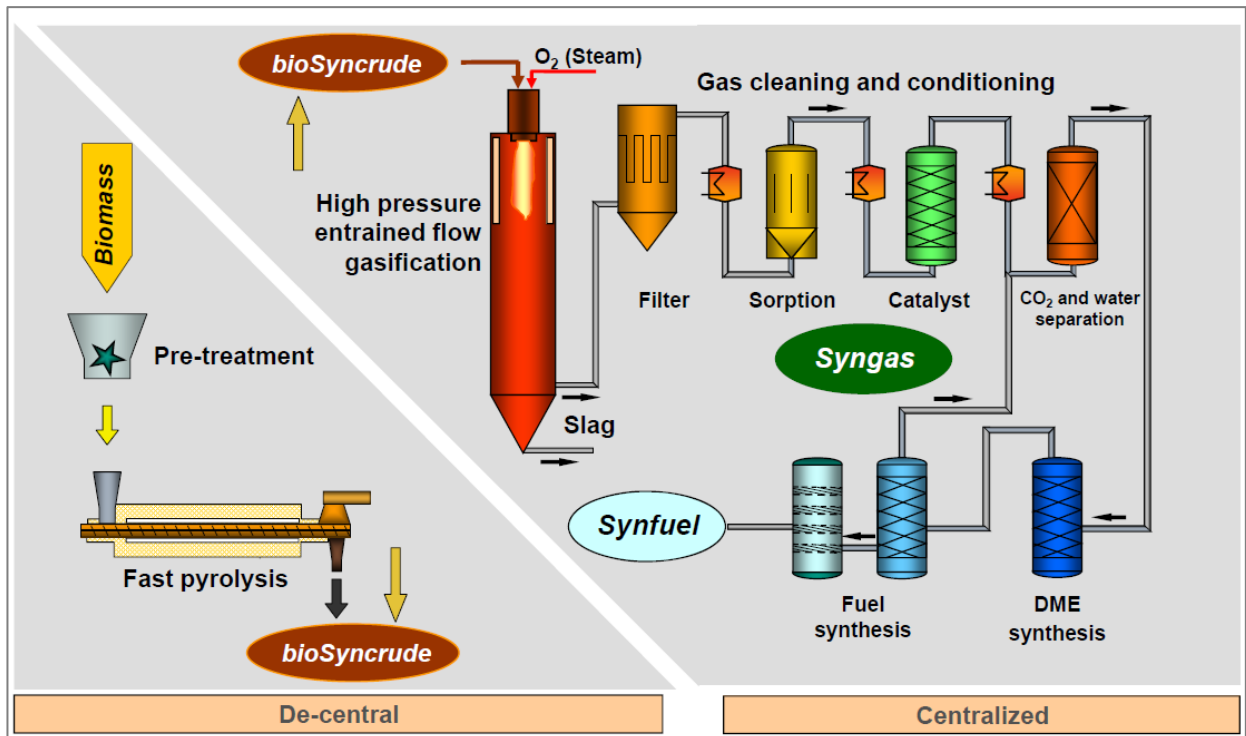 bioSyncrude
O₂ (Steam)
Gas cleaning and conditioning
Biomass
High pressure
entrained flow
gasification
Filter
Sorption
Catalyst
CO₂ and water
separation
Pre-treatment
Syngas
Slag
Synfuel
Fast pyrolysis
Fuel
synthesis
DME
synthesis
bioSyncrude
De-central
Centralized